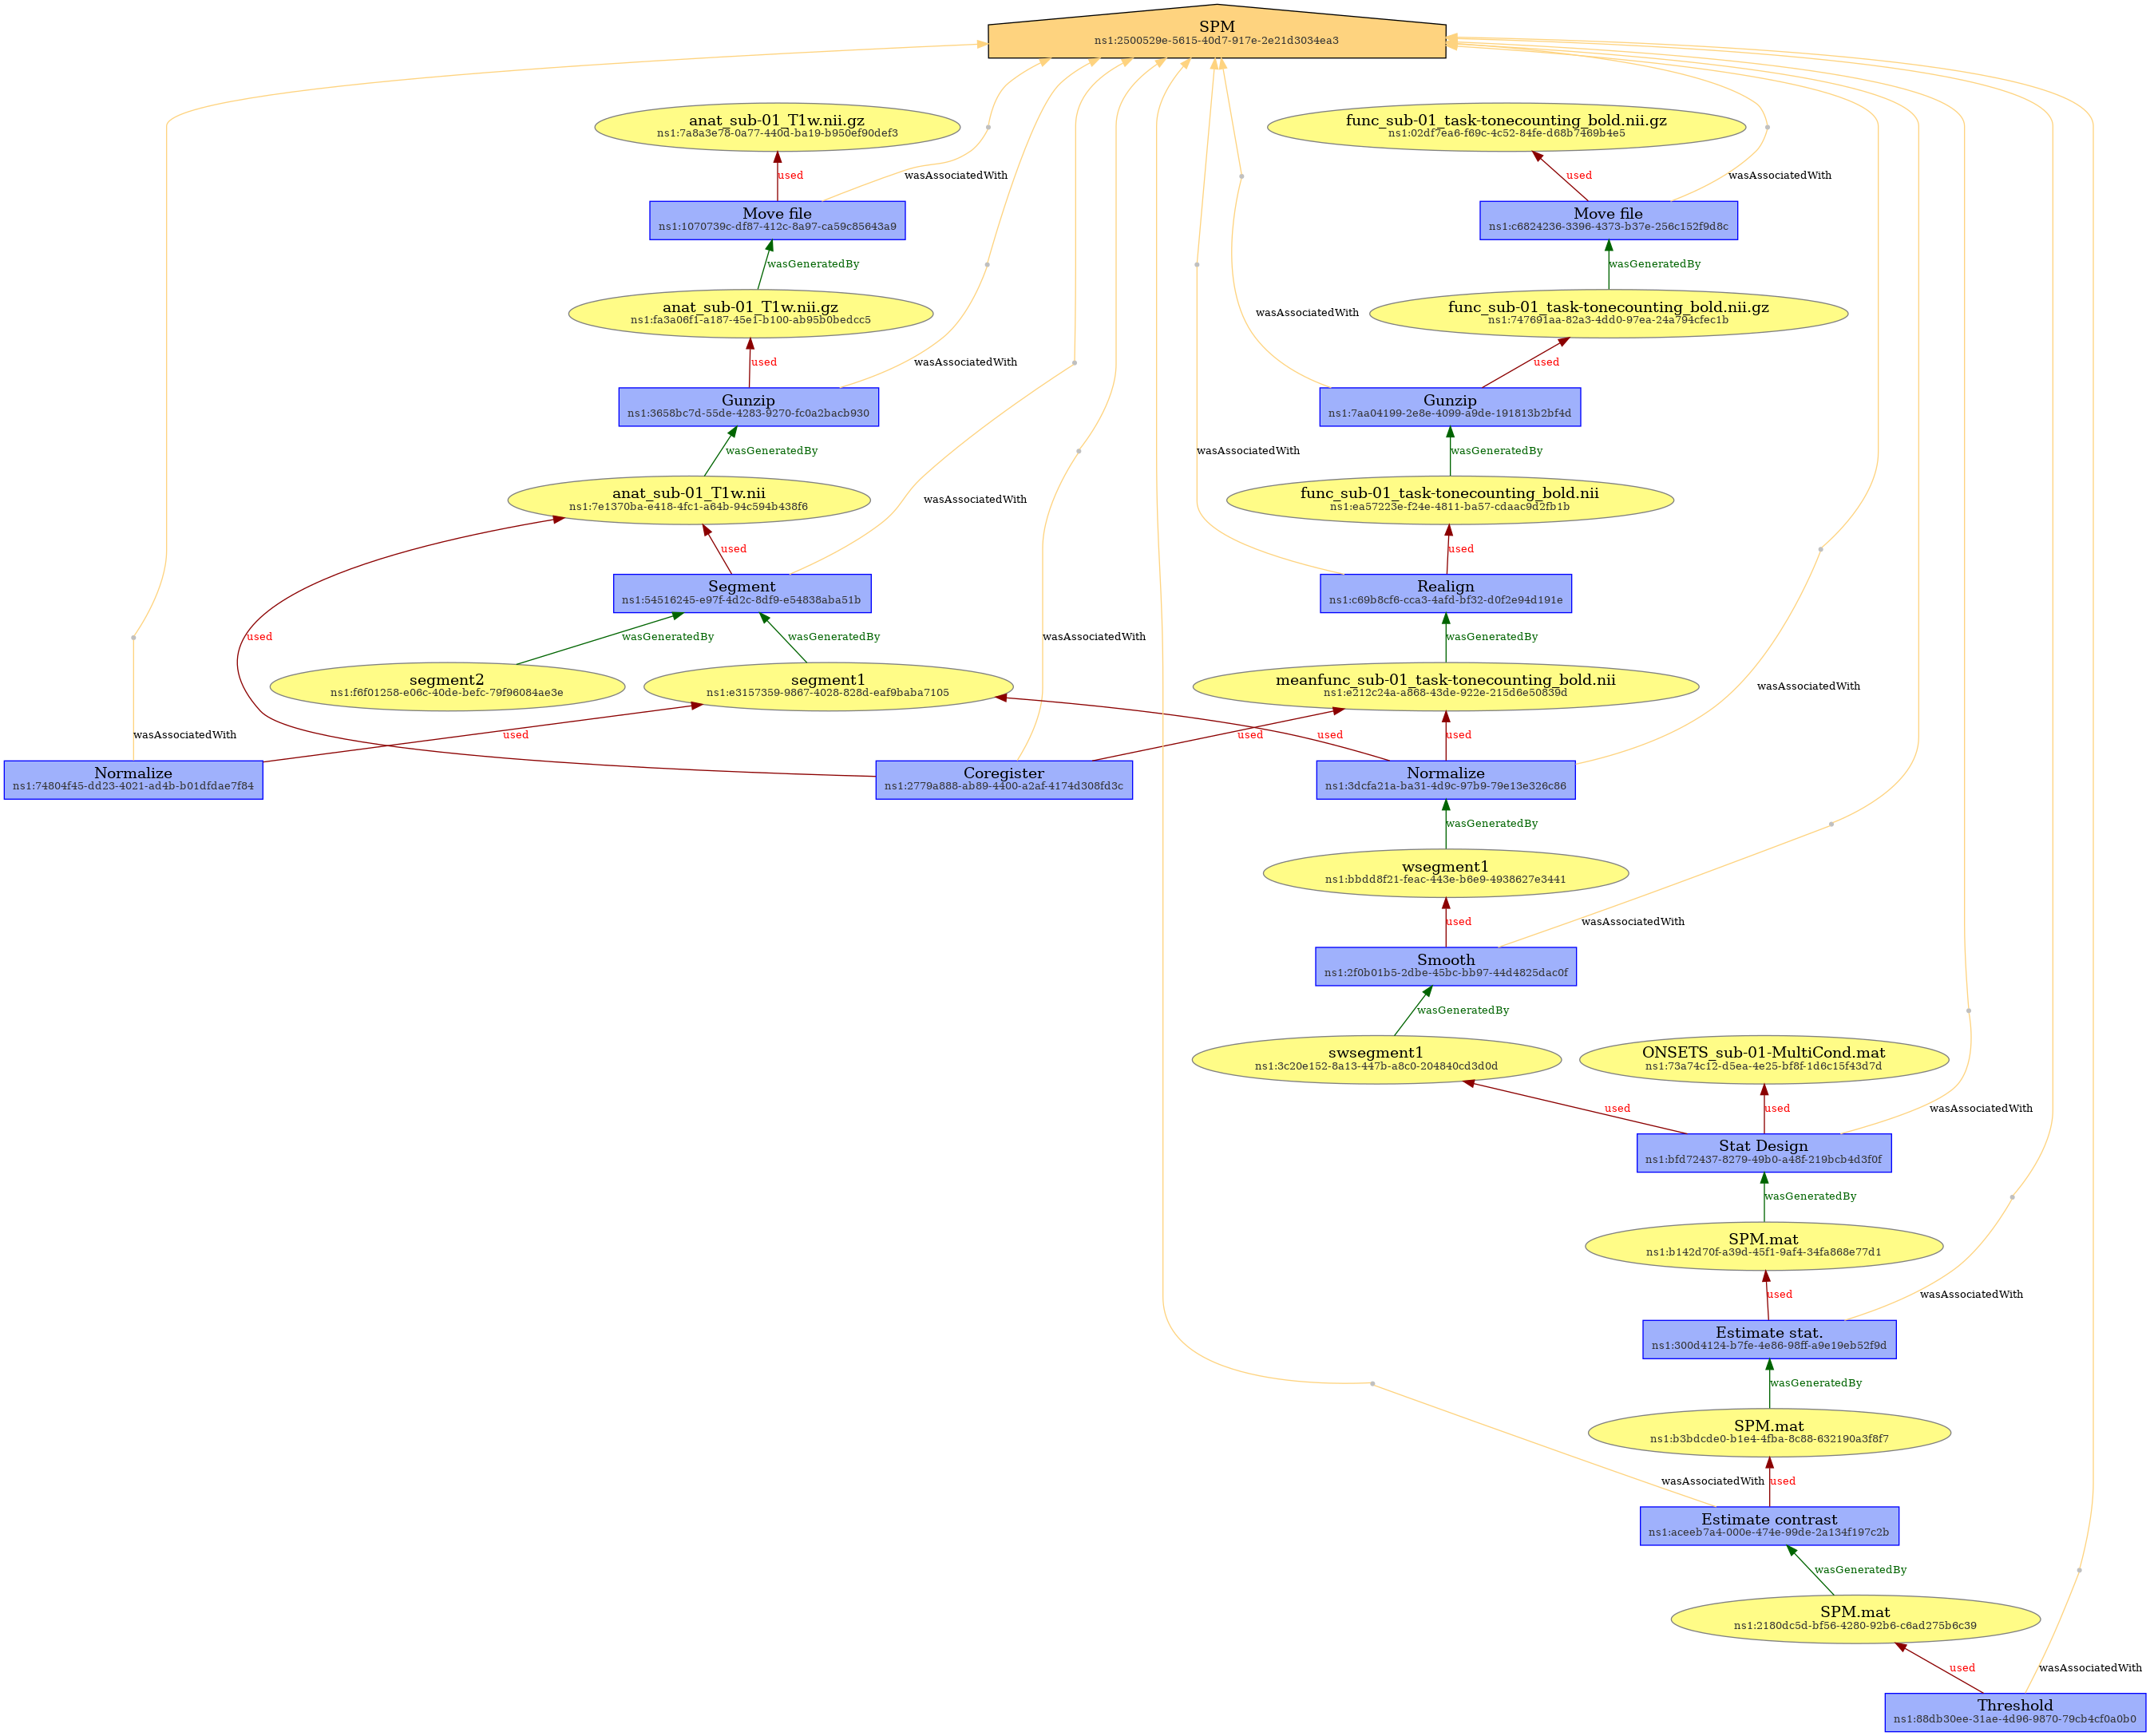 SPM
ns1:2500529e-5615-40d7-917e-2e21d3034ea3
anat_sub-01_T1w.nii.gz
ns1:7a8a3e78-0a77-440d-ba19-b950ef90def3
func_sub-01_task-tonecounting_bold.nii.gz
ns1:02df7ea6-f69c-4c52-84fe-d68b7469b4e5
used
wasAssociatedWith
used
wasAssociatedWith
Move file
ns1:1070739c-df87-412c-8a97-ca59c85643a9
Move file
ns1:c6824236-3396-4373-b37e-256c152f9d8c
wasGeneratedBy
wasGeneratedBy
anat_sub-01_T1w.nii.gz
ns1:fa3a06f1-a187-45e1-b100-ab95b0bedcc5
wasAssociatedWith
func_sub-01_task-tonecounting_bold.nii.gz
ns1:747691aa-82a3-4dd0-97ea-24a794cfec1b
used
wasAssociatedWith
used
Gunzip
ns1:3658bc7d-55de-4283-9270-fc0a2bacb930
Gunzip
ns1:7aa04199-2e8e-4099-a9de-191813b2bf4d
wasGeneratedBy
wasAssociatedWith
wasGeneratedBy
anat_sub-01_T1w.nii
ns1:7e1370ba-e418-4fc1-a64b-94c594b438f6
wasAssociatedWith
func_sub-01_task-tonecounting_bold.nii
ns1:ea57223e-f24e-4811-ba57-cdaac9d2fb1b
used
used
Segment
ns1:54516245-e97f-4d2c-8df9-e54838aba51b
Realign
ns1:c69b8cf6-cca3-4afd-bf32-d0f2e94d191e
used
wasGeneratedBy
wasGeneratedBy
wasAssociatedWith
wasGeneratedBy
segment2
ns1:f6f01258-e06c-40de-befc-79f96084ae3e
segment1
ns1:e3157359-9867-4028-828d-eaf9baba7105
meanfunc_sub-01_task-tonecounting_bold.nii
ns1:e212c24a-a868-43de-922e-215d6e50839d
wasAssociatedWith
wasAssociatedWith
used
used
used
used
Normalize
ns1:74804f45-dd23-4021-ad4b-b01dfdae7f84
Coregister
ns1:2779a888-ab89-4400-a2af-4174d308fd3c
Normalize
ns1:3dcfa21a-ba31-4d9c-97b9-79e13e326c86
wasGeneratedBy
wsegment1
ns1:bbdd8f21-feac-443e-b6e9-4938627e3441
used
wasAssociatedWith
Smooth
ns1:2f0b01b5-2dbe-45bc-bb97-44d4825dac0f
wasGeneratedBy
swsegment1
ns1:3c20e152-8a13-447b-a8c0-204840cd3d0d
ONSETS_sub-01-MultiCond.mat
ns1:73a74c12-d5ea-4e25-bf8f-1d6c15f43d7d
used
used
wasAssociatedWith
Stat Design
ns1:bfd72437-8279-49b0-a48f-219bcb4d3f0f
wasGeneratedBy
SPM.mat
ns1:b142d70f-a39d-45f1-9af4-34fa868e77d1
used
wasAssociatedWith
Estimate stat.
ns1:300d4124-b7fe-4e86-98ff-a9e19eb52f9d
wasGeneratedBy
SPM.mat
ns1:b3bdcde0-b1e4-4fba-8c88-632190a3f8f7
wasAssociatedWith
used
Estimate contrast
ns1:aceeb7a4-000e-474e-99de-2a134f197c2b
wasGeneratedBy
SPM.mat
ns1:2180dc5d-bf56-4280-92b6-c6ad275b6c39
used
wasAssociatedWith
Threshold
ns1:88db30ee-31ae-4d96-9870-79cb4cf0a0b0